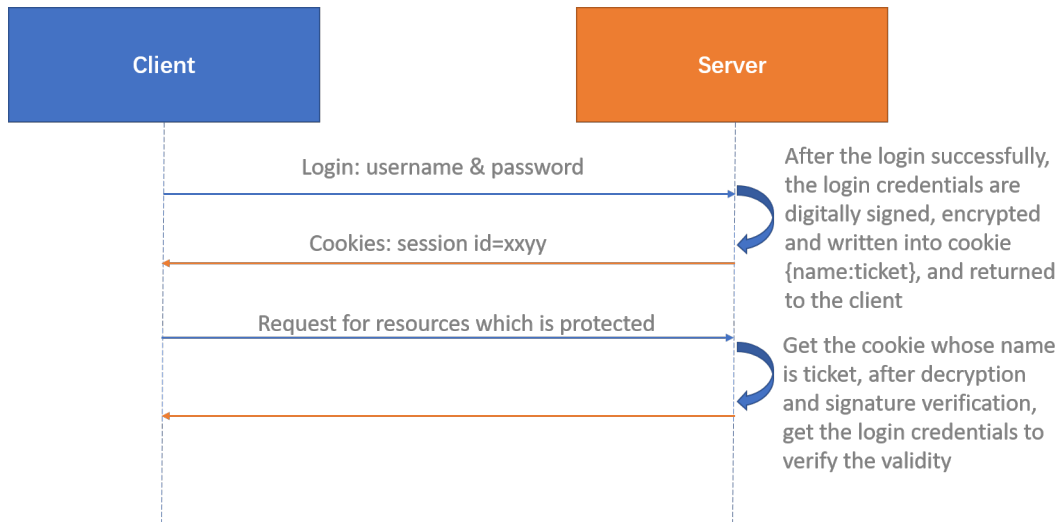 Client
Server
Login: username & password
After the login successfully,
the login credentials are
digitally signed, encrypted
and written into cookie
{name:ticket}, and returned
to the client
Cookies: session id=xxyy
Request for resources which is protected
Get the cookie whose name
is ticket, after decryption
and signature verification,
get the login credentials to
verify the validity